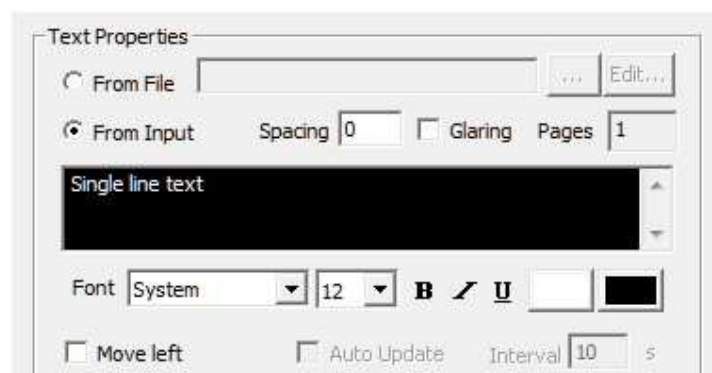 Text Properties
From File ... Edit...
From Input Spacing 0 Glaring Pages 1
Single line text
Font System 12 B I U
Move left Auto Update Interval 10 s